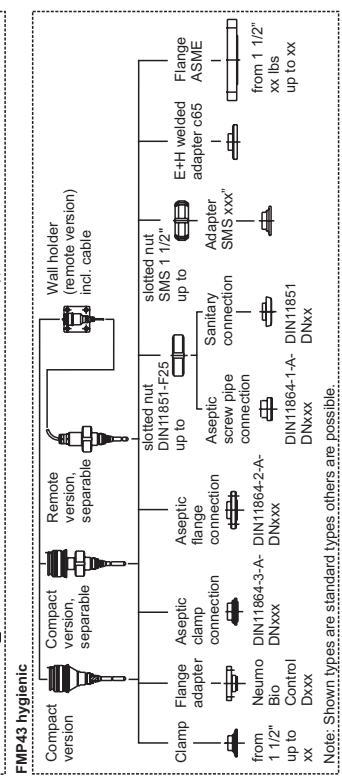 FMP43 hygienic
Compact
version
Compact
version,
separable
Remote
version,
separable
Wall holder
(remote version)
incl. cable
Clamp
from
1 1/2"
up to
xx
Flange
adapter
Neumo
Bio
Control
Dxxx
Aseptic
clamp
connection
DIN11864-3-A-
DNxxx
Aseptic
flange
connection
DIN11864-2-A-
DNxxx
slotted nut
DIN11851-F25
up to
Aseptic
screw pipe
connection
DIN11864-1-A-
DNxxx
Sanitary
connection
DIN11851
DNxx
slotted nut
SMS 1 1/2"
up to
Adapter
SMS xxx"
E+H welded
adapter c65
Flange
ASME
from 1 1/2"
xx lbs
up to xx
Note: Shown types are standard types others are possible.